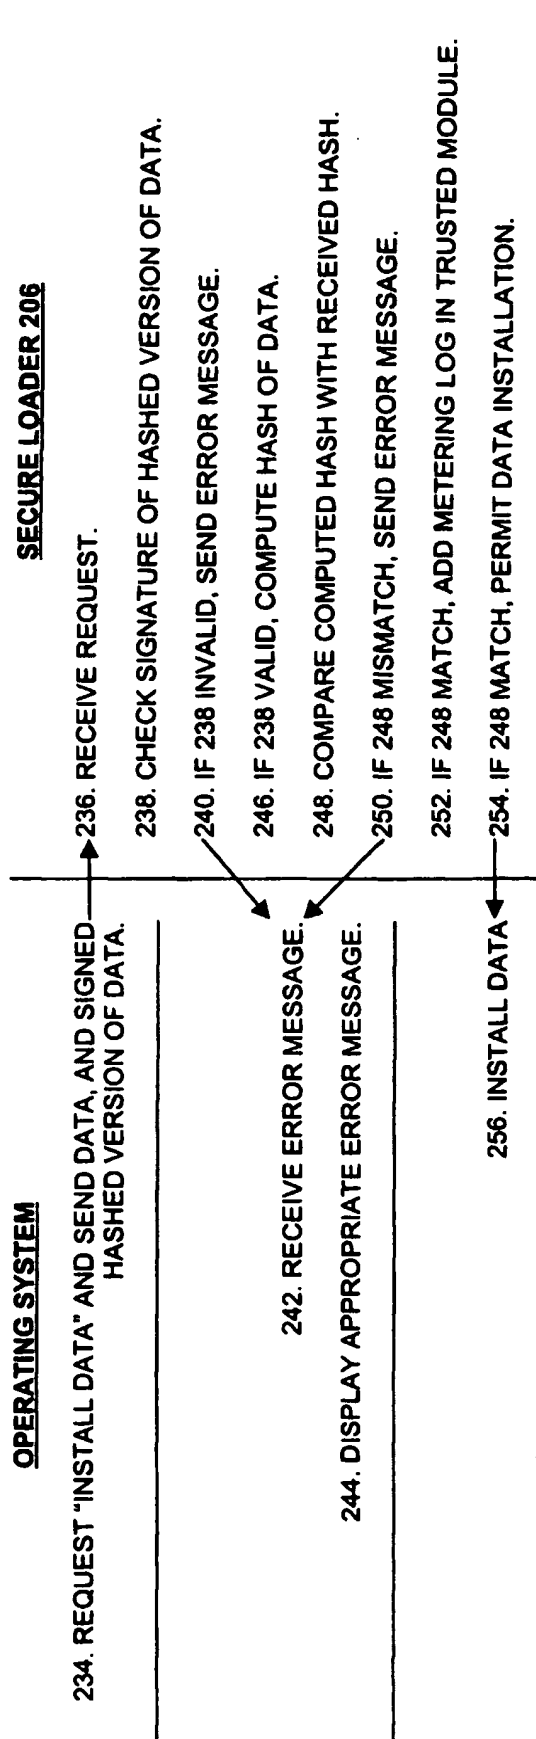 OPERATING SYSTEM
SECURE LOADER 206
234. REQUEST "INSTALL DATA" AND SEND DATA, AND SIGNED
HASHED VERSION OF DATA.
236. RECEIVE REQUEST.
238. CHECK SIGNATURE OF HASHED VERSION OF DATA.
240. IF 238 INVALID, SEND ERROR MESSAGE.
242. RECEIVE ERROR MESSAGE.
244. DISPLAY APPROPRIATE ERROR MESSAGE.
246. IF 238 VALID, COMPUTE HASH OF DATA.
248. COMPARE COMPUTED HASH WITH RECEIVED HASH.
250. IF 248 MISMATCH, SEND ERROR MESSAGE.
252. IF 248 MATCH, ADD METERING LOG IN TRUSTED MODULE.
254. IF 248 MATCH, PERMIT DATA INSTALLATION.
256. INSTALL DATA